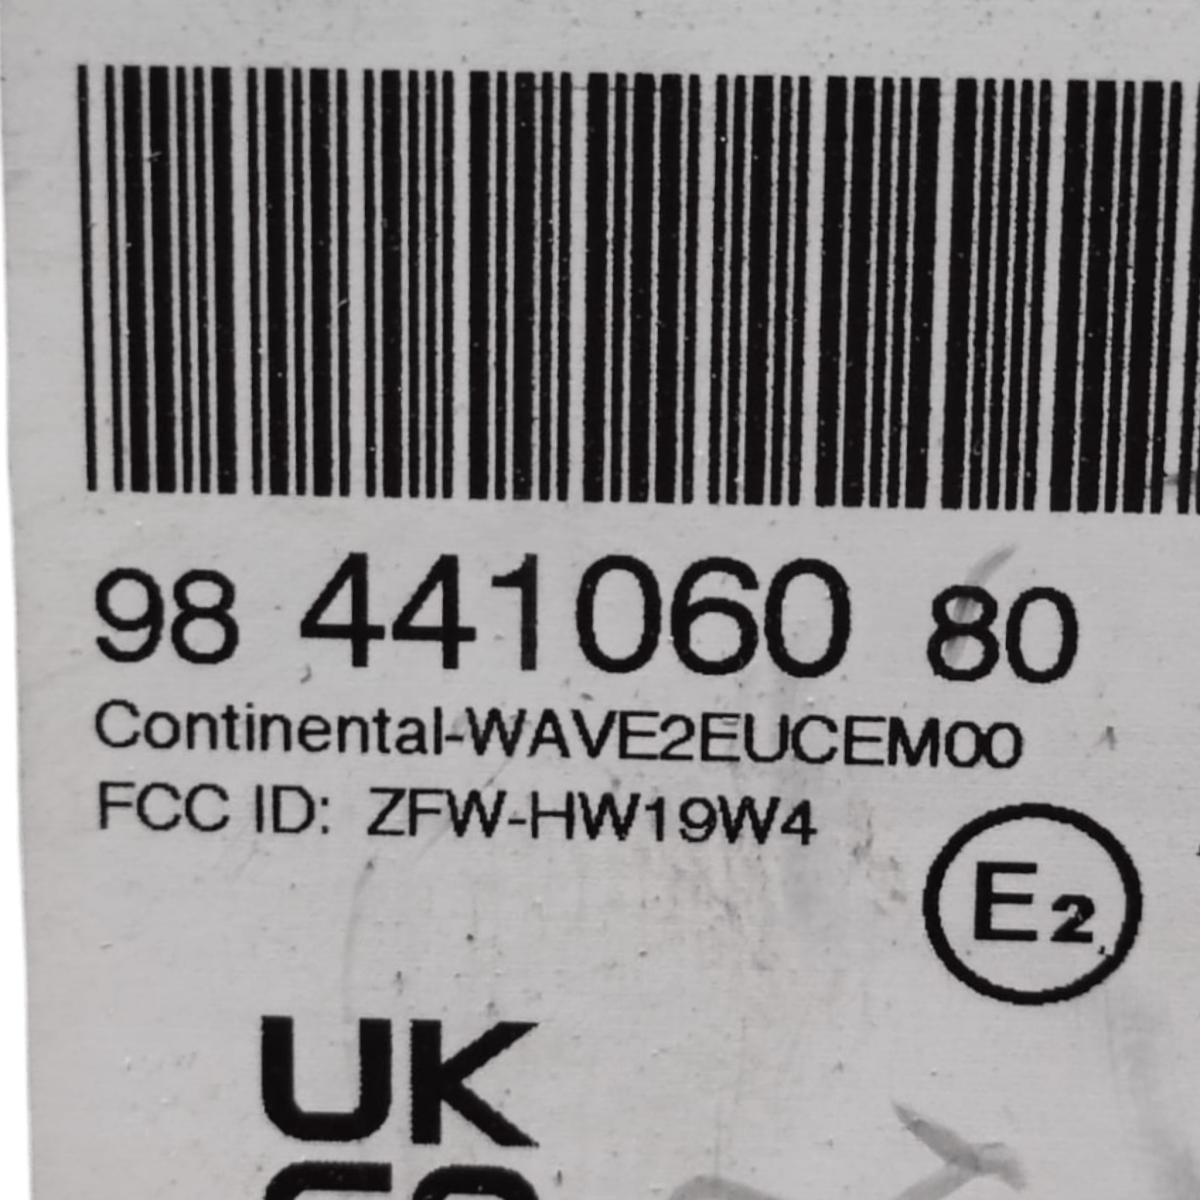 98 441060 80
Continental-WAVE2EUCEM00
FCC ID: ZFW-HW19W4
E2
UK